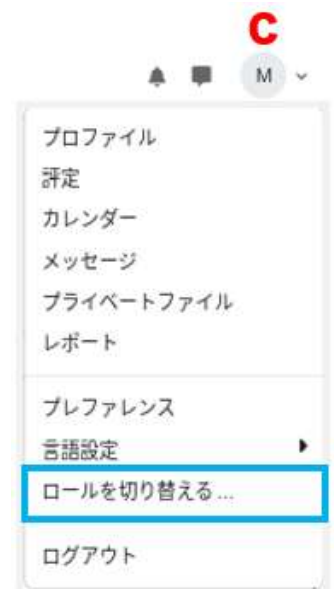 C
M
プロファイル
評定
カレンダー
メッセージ
プライベートファイル
レポート
プレファレンス
言語設定
ロールを切り替える ...
ログアウト